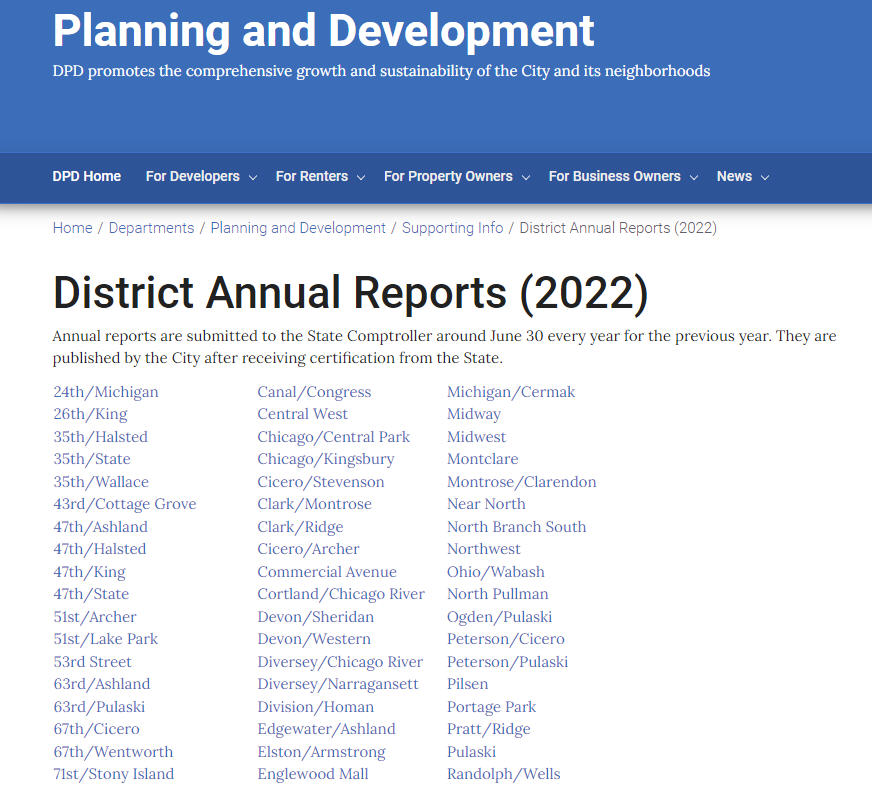 Planning and Development
DPD promotes the comprehensive growth and sustainability of the City and its neighborhoods
DPD Home For Developers For Renters For Property Owners For Business Owners News
Home / Departments / Planning and Development / Supporting Info / District Annual Reports (2022)
District Annual Reports (2022)
Annual reports are submitted to the State Comptroller around June 30 every year for the previous year. They are
published by the City after receiving certification from the State.
24th/Michigan
26th/King
35th/Halsted
35th/State
35th/Wallace
43rd/Cottage Grove
47th/Ashland
47th/Halsted
47th/King
47th/State
51st/Archer
51st/Lake Park
53rd Street
63rd/Ashland
63rd/Pulaski
67th/Cicero
67th/Wentworth
71st/Stony Island
Canal/Congress
Central West
Chicago/Central Park
Chicago/Kingsbury
Cicero/Stevenson
Clark/Montrose
Clark/Ridge
Cicero/Archer
Commercial Avenue
Cortland/Chicago River
Devon/Sheridan
Devon/Western
Diversey/Chicago River
Diversey/Narragansett
Division/Homan
Edgewater/Ashland
Elston/Armstrong
Englewood Mall
Michigan/Cermak
Midway
Midwest
Montclare
Montrose/Clarendon
Near North
North Branch South
Northwest
Ohio/Wabash
North Pullman
Ogden/Pulaski
Peterson/Cicero
Peterson/Pulaski
Pilsen
Portage Park
Pratt/Ridge
Pulaski
Randolph/Wells